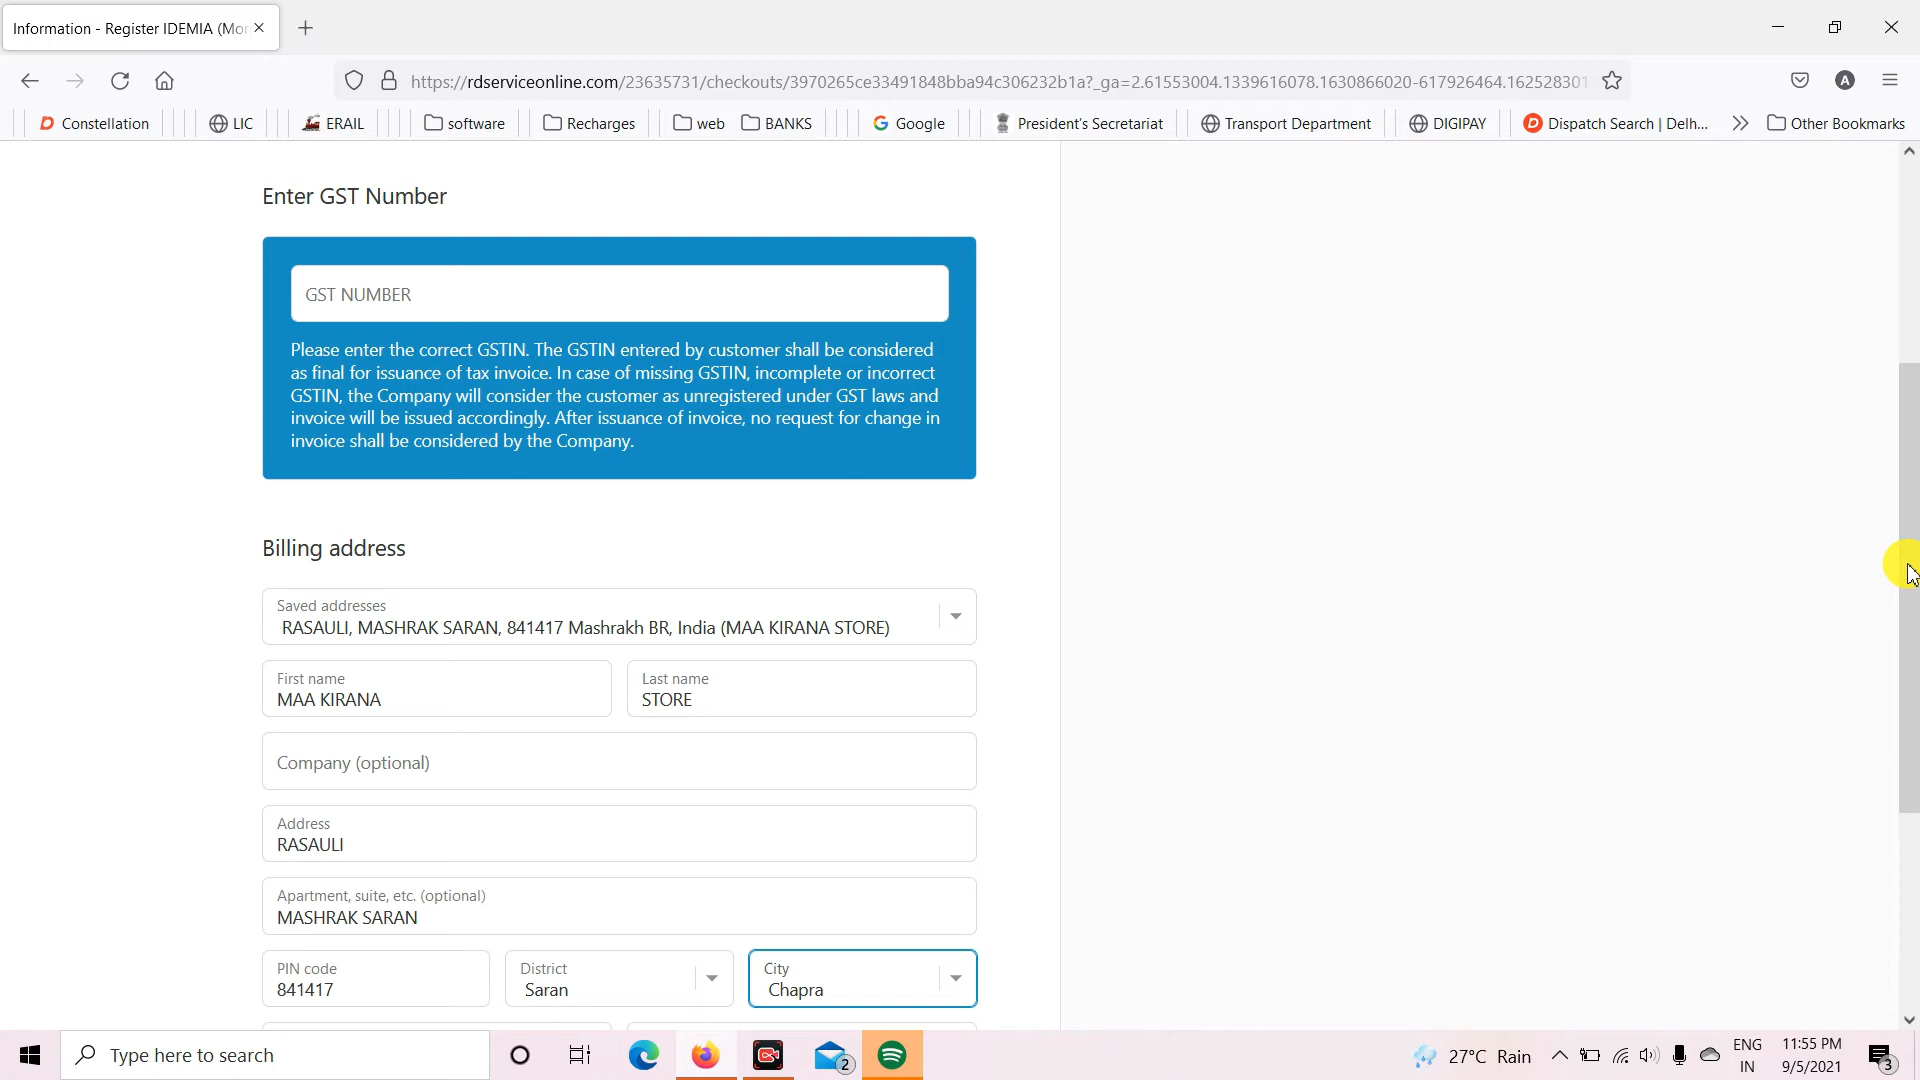 Information - Register IDEMIA (Mor
https://rdserviceonline.com/23635731/checkouts/3970265ce33491848bba94c306232b1a?_ga=2.61553004.1339616078.1630866020-617926464.162528301
A
Constellation
LIC
ERAIL
software
Recharges
web
BANKS
Google
President's Secretariat
Transport Department
DIGIPAY
Dispatch Search | Delh...
Other Bookmarks
Enter GST Number
GST NUMBER
Please enter the correct GSTIN. The GSTIN entered by customer shall be considered
as final for issuance of tax invoice. In case of missing GSTIN, incomplete or incorrect
GSTIN, the Company will consider the customer as unregistered under GST laws and
invoice will be issued accordingly. After issuance of invoice, no request for change in
invoice shall be considered by the Company.
Billing address
Saved addresses
RASAULI, MASHRAK SARAN, 841417 Mashrakh BR, India (MAA KIRANA STORE)
First name
MAA KIRANA
Last name
STORE
Company (optional)
Address
RASAULI
Apartment, suite, etc. (optional)
MASHRAK SARAN
PIN code
841417
District
Saran
City
Chapra
Type here to search
2
27°C Rain
ENG
IN
11:55 PM
9/5/2021
3